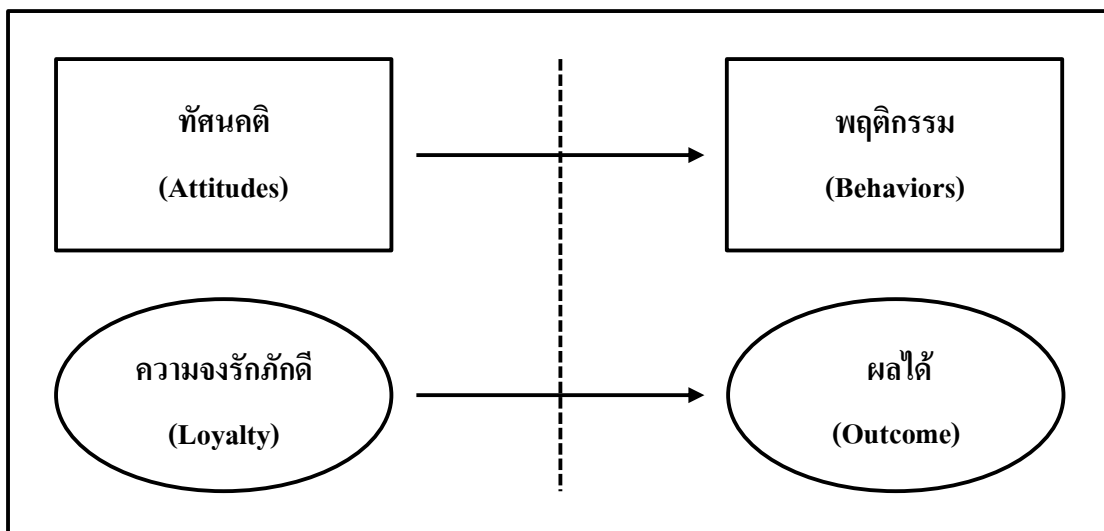 ทัศนคติ
(Attitudes)
พฤติกรรม
(Behaviors)
ความจงรักภักดี
(Loyalty)
ผลได้
(Outcome)